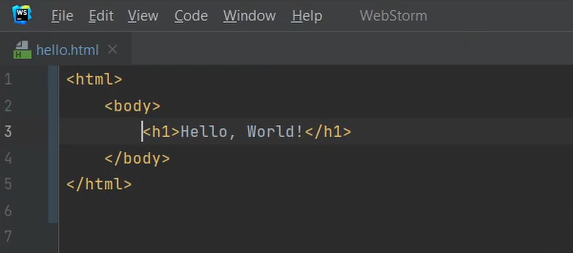 WS File Edit View Code Window Help WebStorm
H hello.html ×
1 <html>
2     <body>
3         <h1>Hello, World!</h1>
4     </body>
5 </html>
6
7